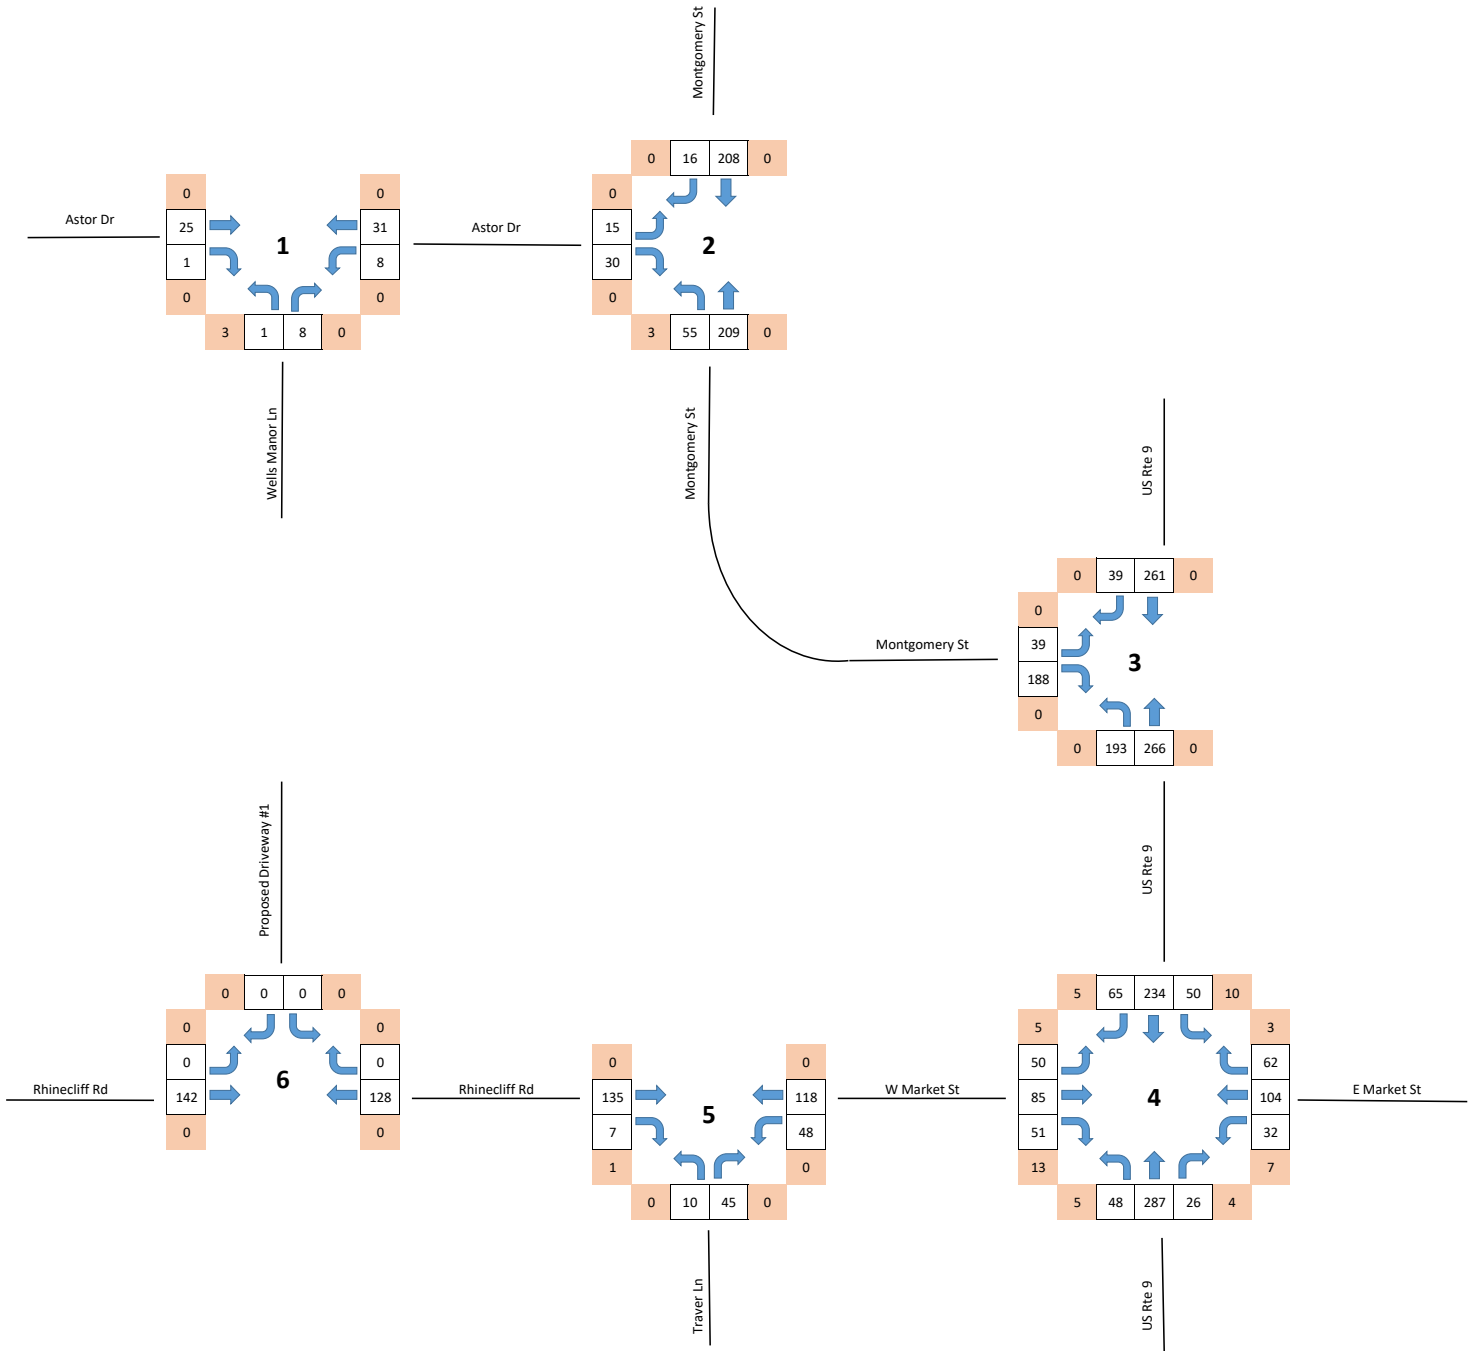 Montgomery St
0 16 208 0
0 0 0
Astor Dr 25 31 Astor Dr 15
1 2
1 8 30
0 0 0
3 1 8 0 3 55 209 0
Wells Manor Ln
Montgomery St
US Rte 9
0 39 261 0
0
39
Montgomery St 3
188
0
0 193 266 0
Proposed Driveway #1
US Rte 9
0 0 0 0 5 65 234 50 10
0 0 5 3
0 0 0 0 50 62
6
Rhinecliff Rd 142 128 Rhinecliff Rd 135 118 W Market St 85 4 104 E Market St
5
0 0 7 48 51 32
1 0 13 7
0 10 45 0 5 48 287 26 4
Traver Ln
US Rte 9